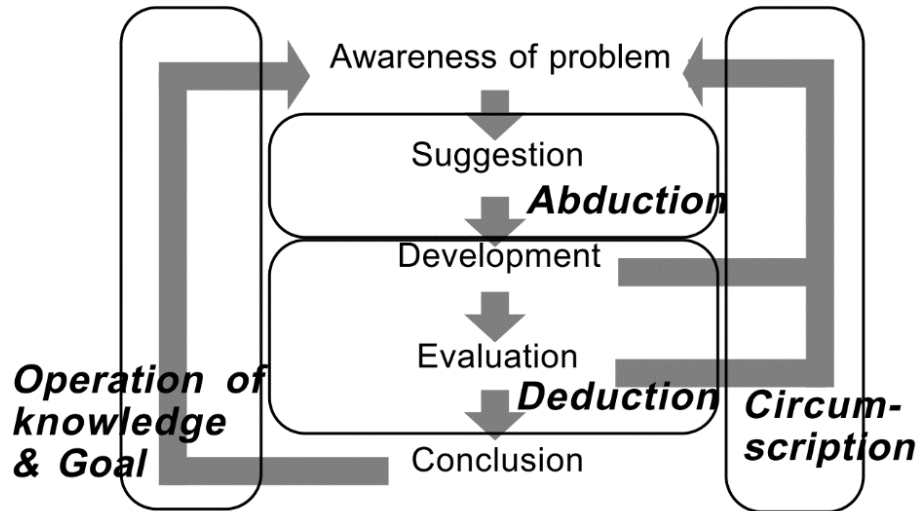 Awareness of problem
Suggestion
Abduction
Development
Evaluation
Deduction
Conclusion
Operation of
knowledge
& Goal
Circum-
scription